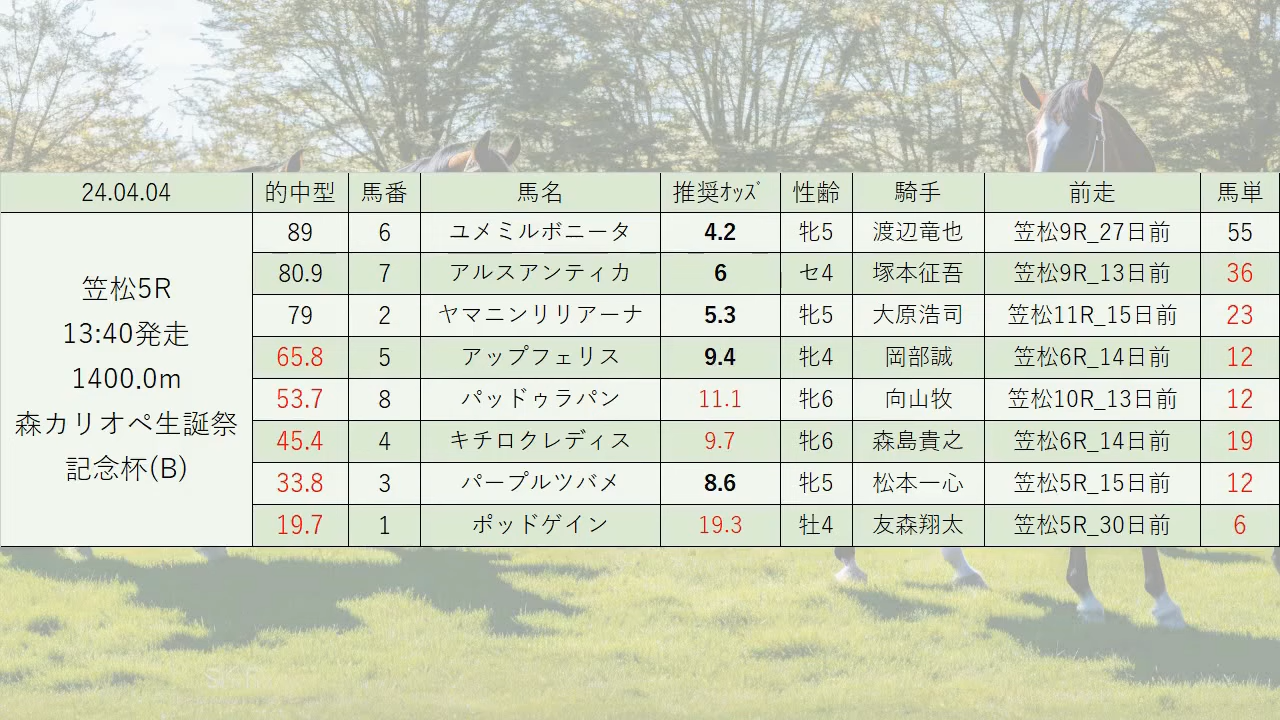 24.04.04 的中型 馬番 馬名 推奨ｵｯｽﾞ 性齢 騎手 前走 馬単
笠松5R
13:40発走
1400.0m
森カリオペ生誕祭
記念杯(B)
89 6 ユメミルボニータ 4.2 牝5 渡辺竜也 笠松9R_27日前 55
80.9 7 アルスアンティカ 6 セ4 塚本征吾 笠松9R_13日前 36
79 2 ヤマニンリリアーナ 5.3 牝5 大原浩司 笠松11R_15日前 23
65.8 5 アップフェリス 9.4 牝4 岡部誠 笠松6R_14日前 12
53.7 8 パッドゥラパン 11.1 牝6 向山牧 笠松10R_13日前 12
45.4 4 キチロクレディス 9.7 牝6 森島貴之 笠松6R_14日前 19
33.8 3 パープルツバメ 8.6 牝5 松本一心 笠松5R_15日前 12
19.7 1 ポッドゲイン 19.3 牡4 友森翔太 笠松5R_30日前 6